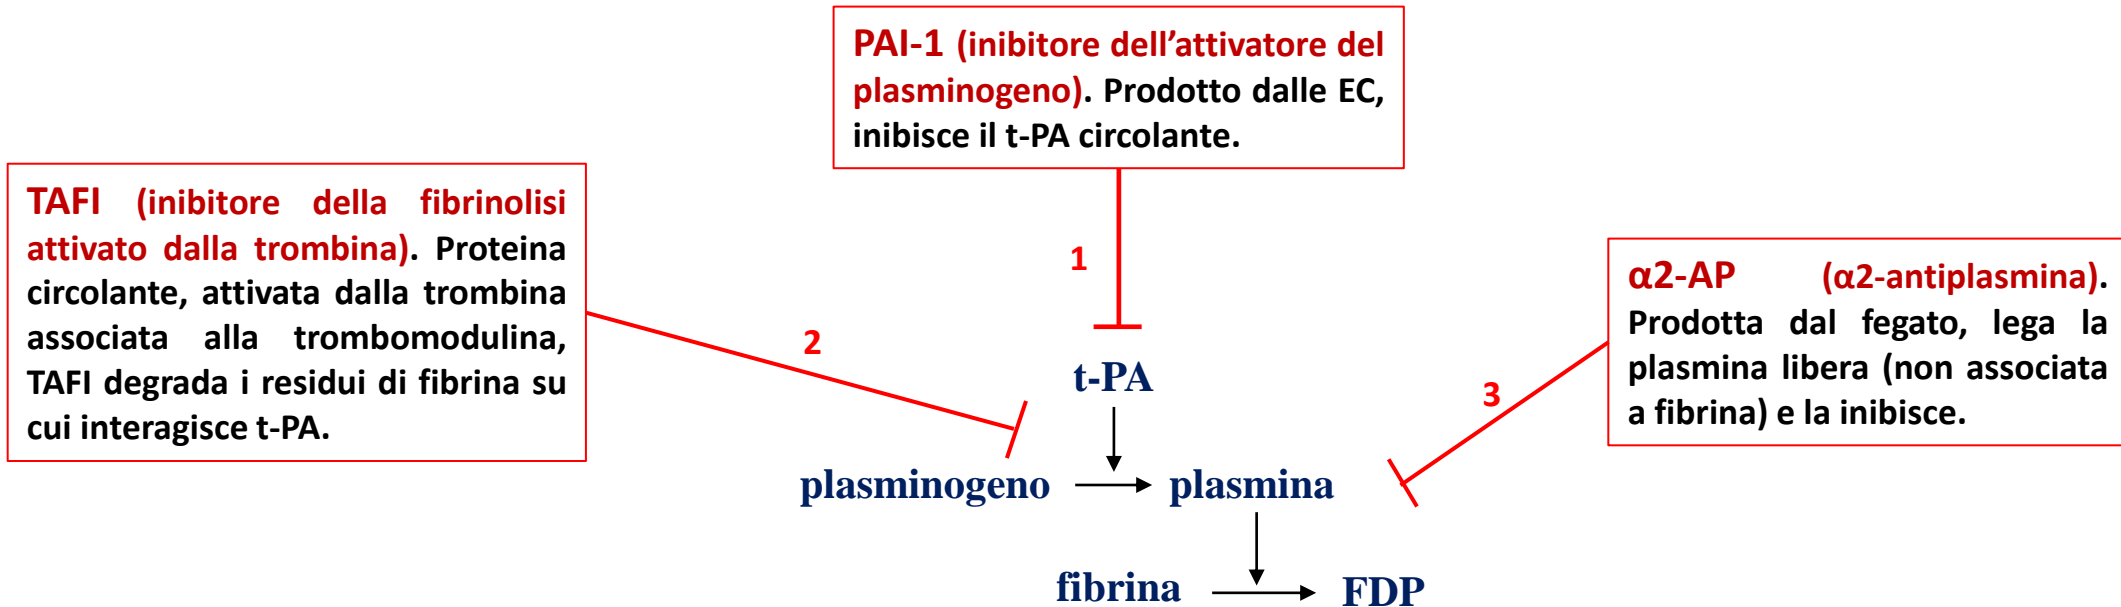 PAI-1 (inibitore dell’attivatore del
plasminogeno). Prodotto dalle EC,
inibisce il t-PA circolante.
TAFI (inibitore della fibrinolisi
attivato dalla trombina). Proteina
circolante, attivata dalla trombina
associata alla trombomodulina,
TAFI degrada i residui di fibrina su
cui interagisce t-PA.
1
2
α2-AP (α2-antiplasmina).
Prodotta dal fegato, lega la
plasmina libera (non associata
a fibrina) e la inibisce.
3
t-PA
plasminogeno plasmina
fibrina FDP